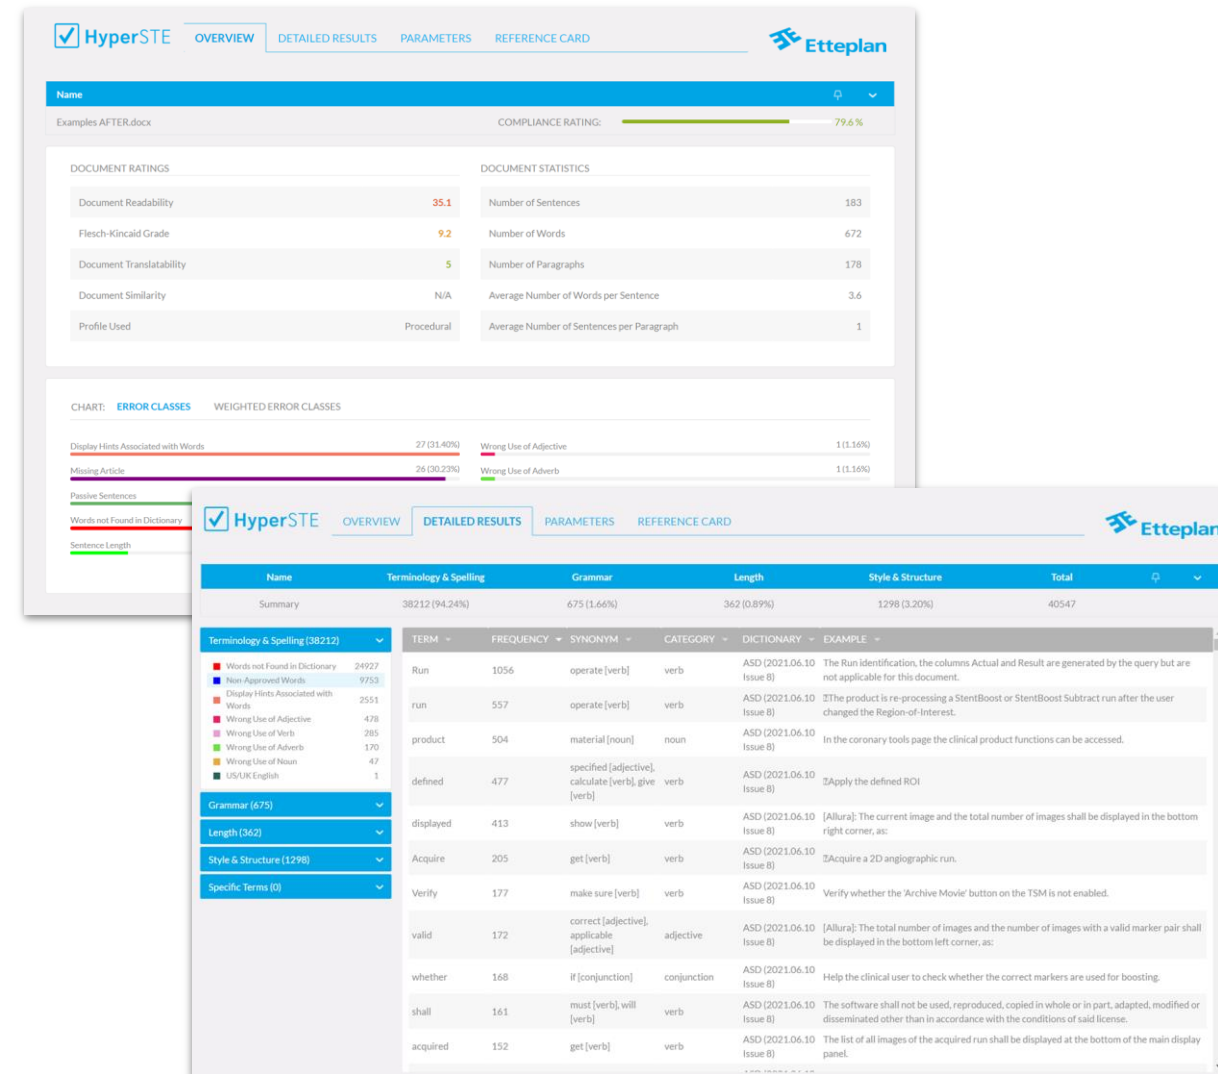 HyperSTE OVERVIEW DETAILED RESULTS PARAMETERS REFERENCE CARD Etteplan
Name
Examples AFTER.docx COMPLIANCE RATING: 79.6 %
DOCUMENT RATINGS DOCUMENT STATISTICS
Document Readability 35.1 Number of Sentences 183
Flesch-Kincaid Grade 9.2 Number of Words 672
Document Translatability 5 Number of Paragraphs 178
Document Similarity N/A Average Number of Words per Sentence 3.6
Profile Used Procedural Average Number of Sentences per Paragraph 1
CHART: ERROR CLASSES WEIGHTED ERROR CLASSES
Display Hints Associated with Words 27 (31.40%) Wrong Use of Adjective 1 (1.16%)
Missing Article 26 (30.23%) Wrong Use of Adverb 1 (1.16%)
Passive Sentences
Words not Found in Dictionary
Sentence Length
HyperSTE OVERVIEW DETAILED RESULTS PARAMETERS REFERENCE CARD Etteplan
Name Terminology & Spelling Grammar Length Style & Structure Total
Summary 38212 (94.24%) 675 (1.66%) 362 (0.89%) 1298 (3.20%) 40547
Terminology & Spelling (38212)
Words not Found in Dictionary 24927
Non-Approved Words 9753
Display Hints Associated with
Words 2551
Wrong Use of Adjective 478
Wrong Use of Verb 285
Wrong Use of Adverb 170
Wrong Use of Noun 47
US/UK English 1
Grammar (675)
Length (362)
Style & Structure (1298)
Specific Terms (0)
TERM FREQUENCY SYNONYM CATEGORY DICTIONARY EXAMPLE
Run 1056 operate [verb] verb ASD (2021.06.10 The Run identification, the columns Actual and Result are generated by the query but are
Issue 8) not applicable for this document.
run 557 operate [verb] verb ASD (2021.06.10 The product is re-processing a StentBoost or StentBoost Subtract run after the user
Issue 8) changed the Region-of-Interest.
product 504 material [noun] noun ASD (2021.06.10 In the coronary tools page the clinical product functions can be accessed.
Issue 8)
specified [adjective],
defined 477 calculate [verb], give verb ASD (2021.06.10 Apply the defined ROI
[verb] Issue 8)
displayed 413 show [verb] verb ASD (2021.06.10 [Allura]: The current image and the total number of images shall be displayed in the bottom
Issue 8) right corner, as:
Acquire 205 get [verb] verb ASD (2021.06.10 Acquire a 2D angiographic run.
Issue 8)
Verify 177 make sure [verb] verb ASD (2021.06.10 Verify whether the 'Archive Movie' button on the TSM is not enabled.
Issue 8)
correct [adjective],
valid 172 applicable adjective ASD (2021.06.10 [Allura]: The total number of images and the number of images with a valid marker pair shall
[adjective] Issue 8) be displayed in the bottom left corner, as:
whether 168 if [conjunction] conjunction ASD (2021.06.10 Help the clinical user to check whether the correct markers are used for boosting.
Issue 8)
shall 161 must [verb], will verb ASD (2021.06.10 The software shall not be used, reproduced, copied in whole or in part, adapted, modified or
[verb] Issue 8) disseminated other than in accordance with the conditions of said license.
acquired 152 get [verb] verb ASD (2021.06.10 The list of all images of the acquired run shall be displayed at the bottom of the main display
Issue 8) panel.